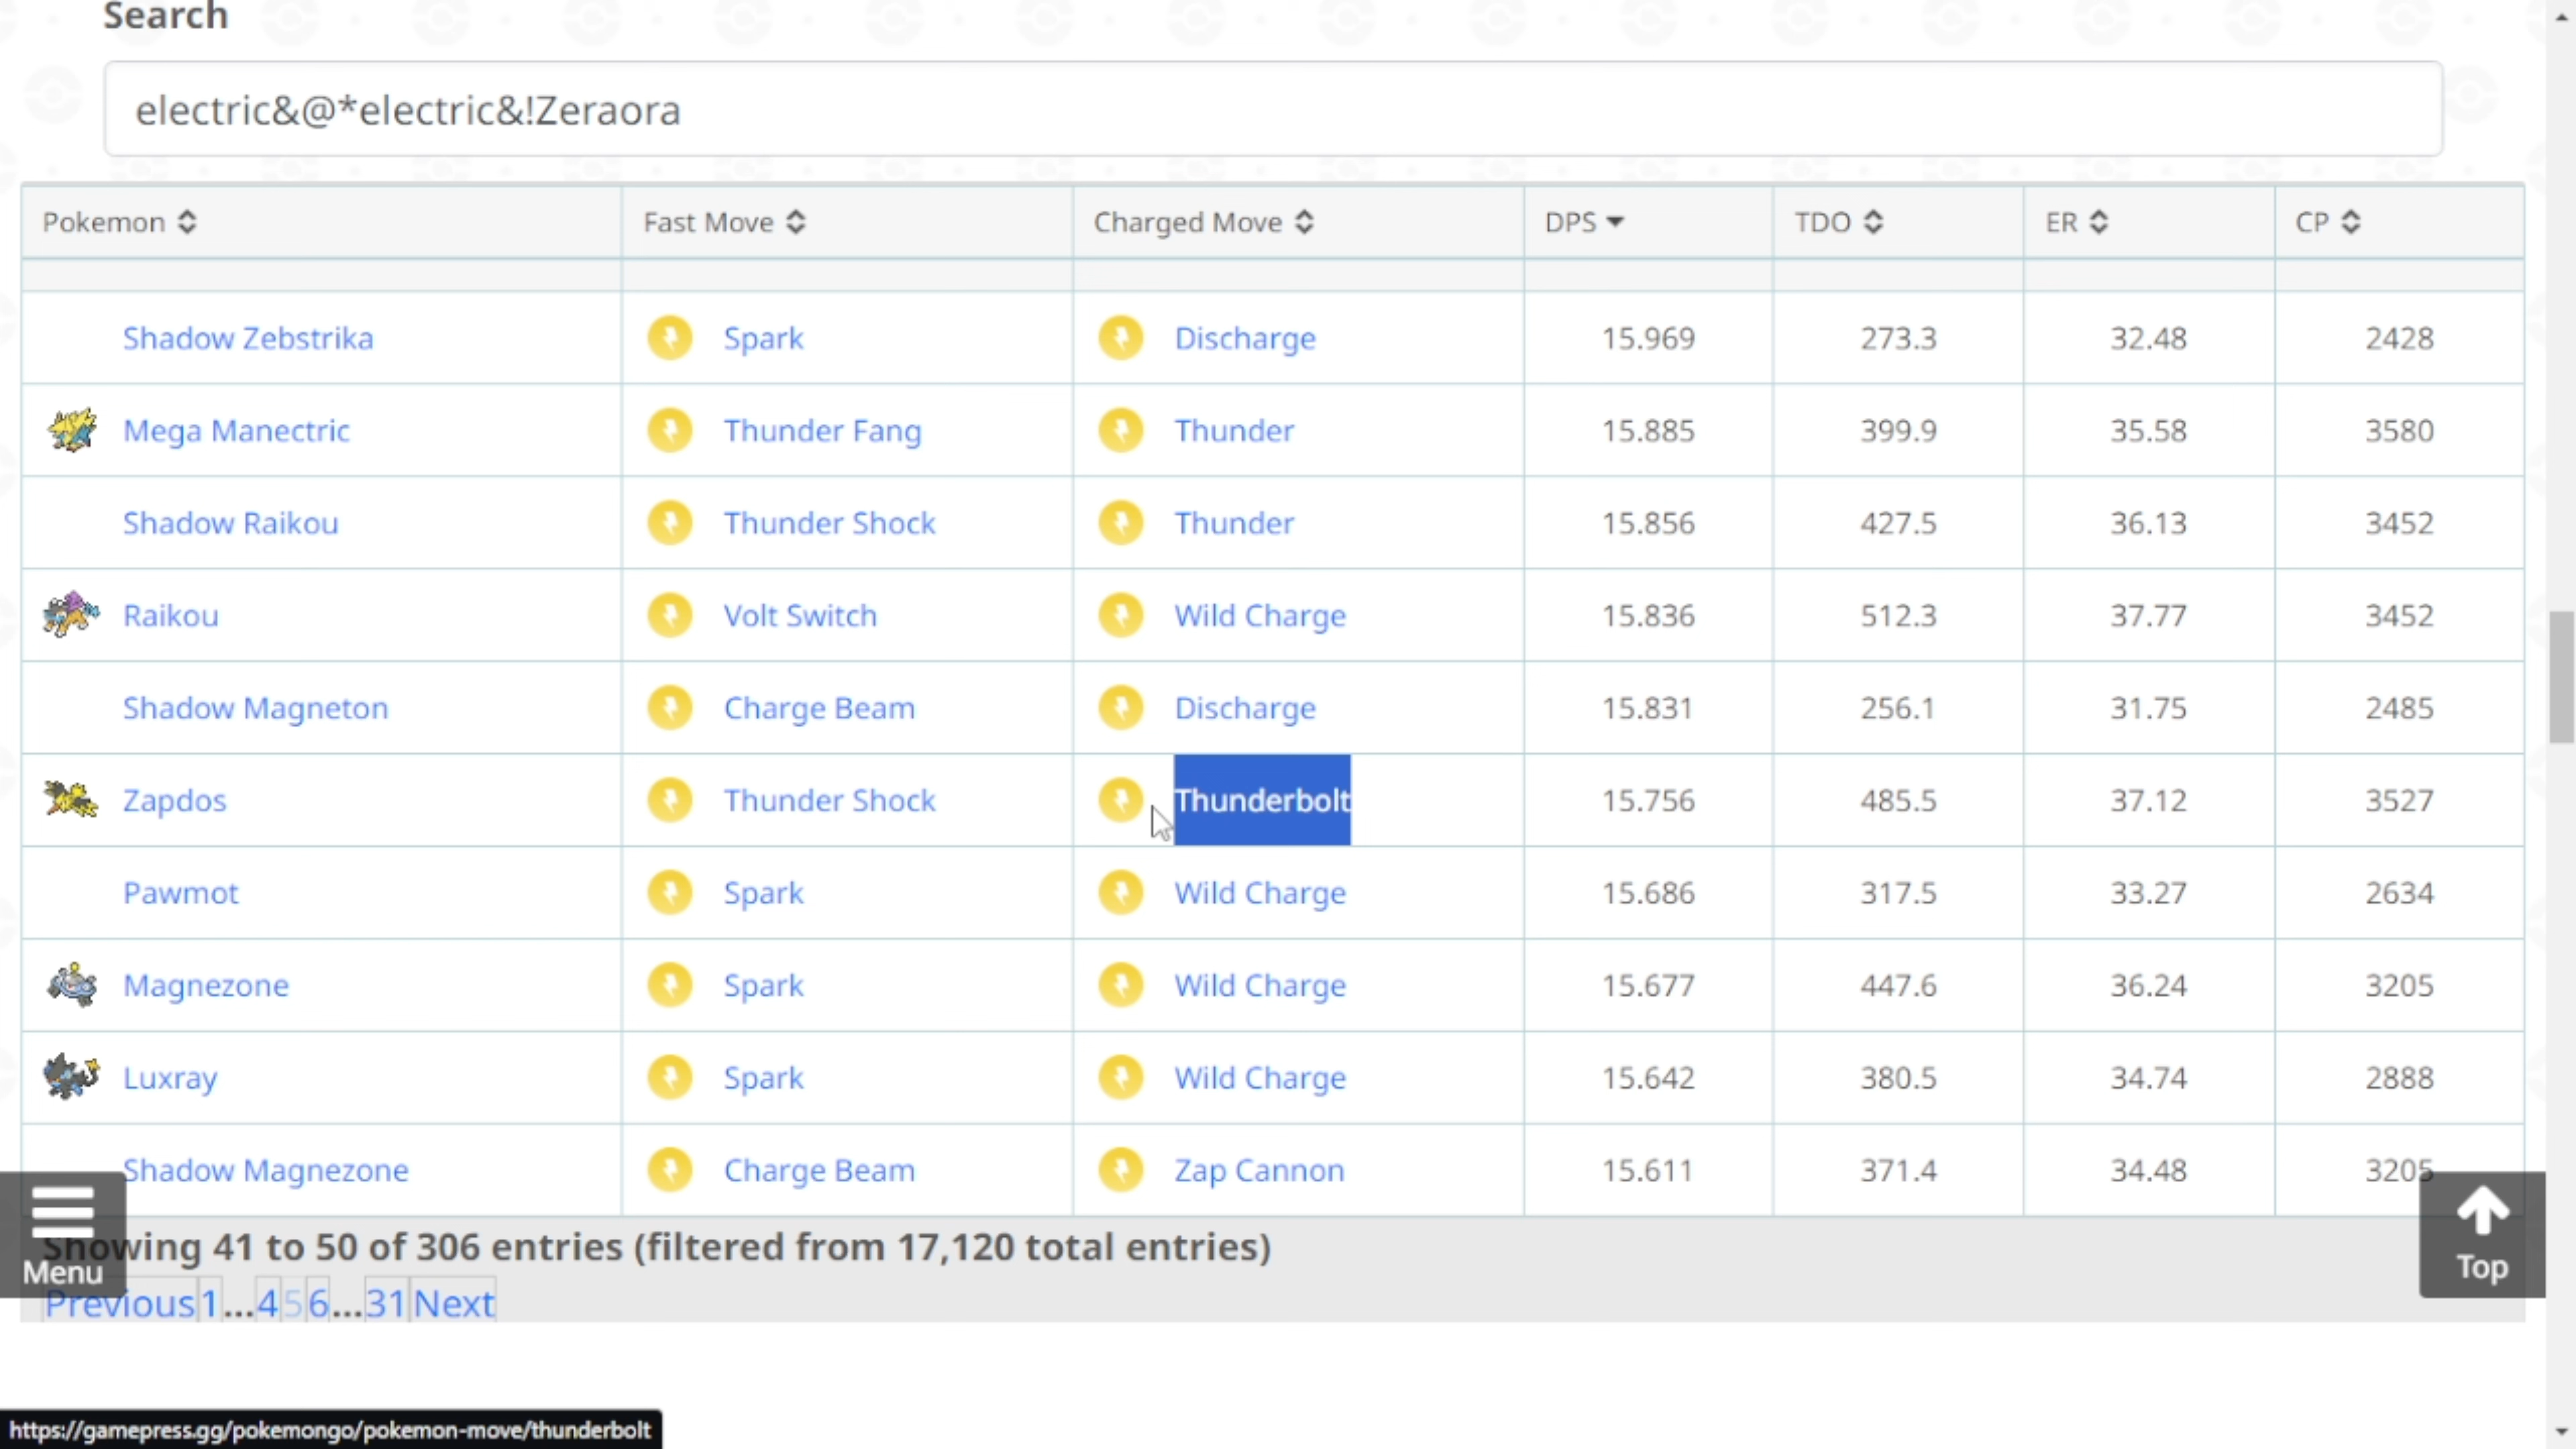 Search
electric&@*electric&!Zeraora
Pokemon Fast Move Charged Move DPS TDO ER CP
Shadow Zebstrika Spark Discharge 15.969 273.3 32.48 2428
Mega Manectric Thunder Fang Thunder 15.885 399.9 35.58 3580
Shadow Raikou Thunder Shock Thunder 15.856 427.5 36.13 3452
Raikou Volt Switch Wild Charge 15.836 512.3 37.77 3452
Shadow Magneton Charge Beam Discharge 15.831 256.1 31.75 2485
Zapdos Thunder Shock Thunderbolt 15.756 485.5 37.12 3527
Pawmot Spark Wild Charge 15.686 317.5 33.27 2634
Magnezone Spark Wild Charge 15.677 447.6 36.24 3205
Luxray Spark Wild Charge 15.642 380.5 34.74 2888
Shadow Magnezone Charge Beam Zap Cannon 15.611 371.4 34.48 3205
Showing 41 to 50 of 306 entries (filtered from 17,120 total entries)
Menu
Top
Previous 1 ... 4 5 6 ... 31 Next
https://gamepress.gg/pokemongo/pokemon-move/thunderbolt